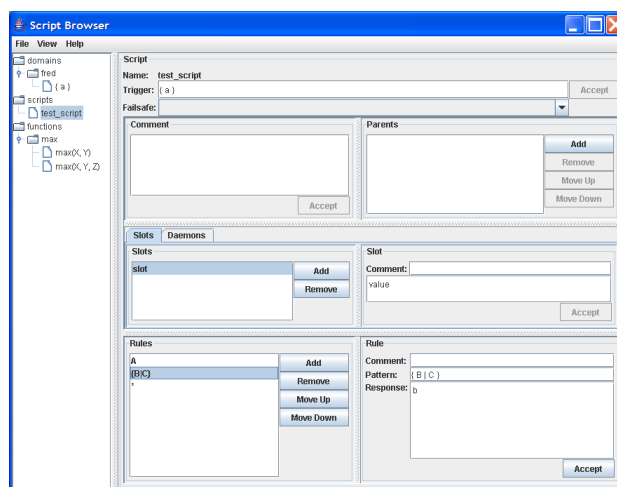 Script Browser
File View Help
domains
fred
{ a }
scripts
test_script
functions
max
max(X, Y)
max(X, Y, Z)
Script
Name: test_script
Trigger: { a } Accept
Failsafe:
Comment
Accept
Parents
Add
Remove
Move Up
Move Down
Slots Daemons
Slots
slot
Add
Remove
Slot
Comment:
value
Accept
Rules
A
{B|C}
*
Add
Remove
Move Up
Move Down
Rule
Comment:
Pattern: { B | C }
Response: b
Accept